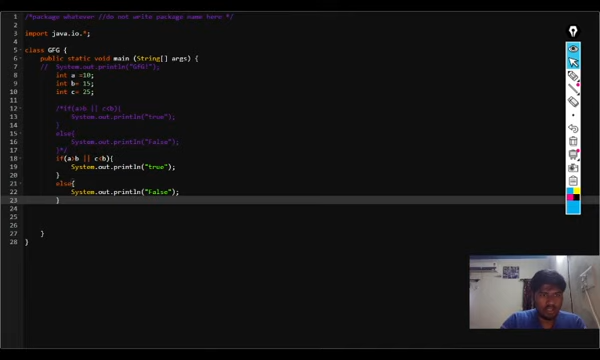 /*package whatever //do not write package name here */
import java.io.*;
class GFG {
public static void main (String[] args) {
// System.out.println("GFG!");
int a =10;
int b= 15;
int c= 25;
/*if(a>b || c<b){
System.out.println("true");
}
else{
System.out.println("False");
}*/
if(a>b || c<b){
System.out.println("true");
}
else{
System.out.println("False");
}
}
}